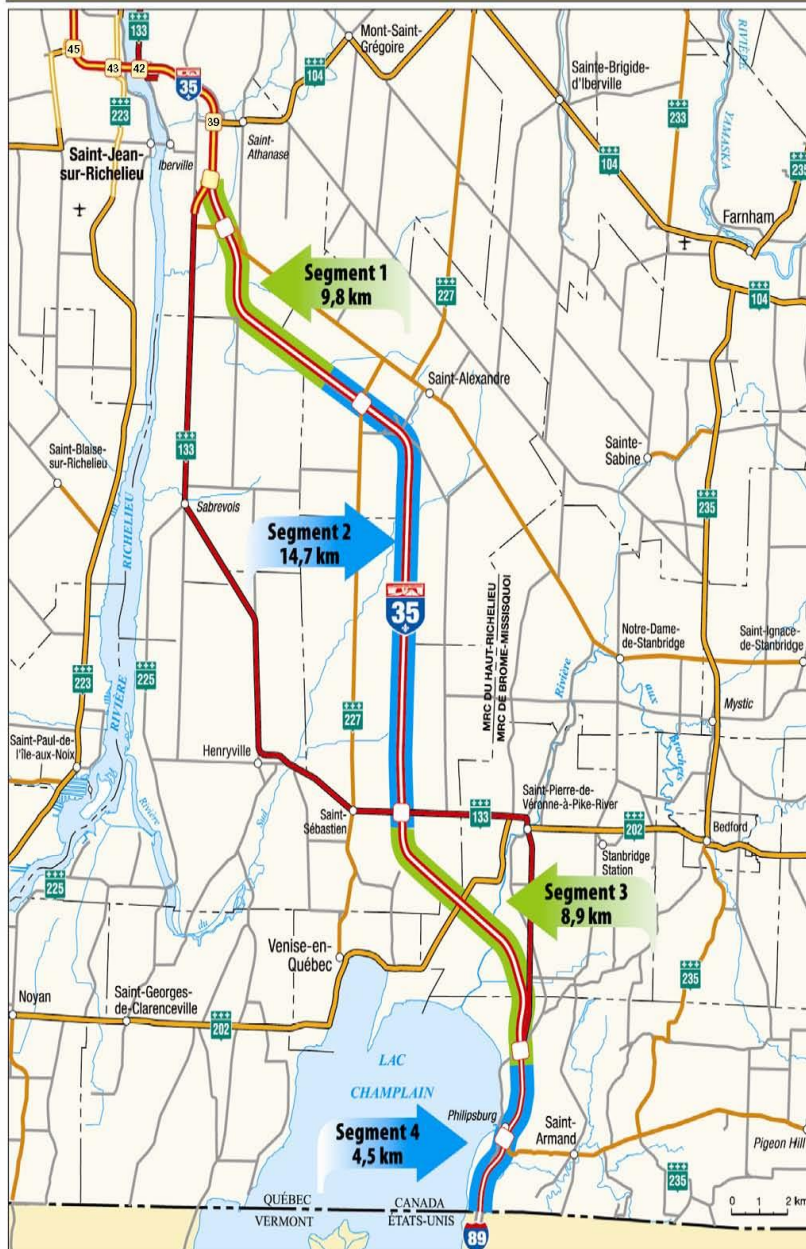 133
45
43
42
35
Mont-Saint-
Grégoire
104
Sainte-Brigide-
d'Iberville
RIVIÈRE
YAMASKA
233
223
39
Saint-
Athanase
Saint-Jean-
sur-Richelieu
Iberville
104
235
Farnham
Segment 1
9,8 km
227
104
Saint-Alexandre
133
Saint-Blaise-
sur-Richelieu
Sainte-
Sabine
RICHELIEU
Sabrevois
235
Segment 2
14,7 km
35
MRC DU HAUT-RICHELIEU
MRC DE BROME-MISSISQUOI
Notre-Dame-
de-Stanbridge
Saint-Ignace-
de-Stanbridge
Rivière
aux
Brochets
Mystic
223
225
RIVIÈRE
227
Saint-Paul-de-
l'île-aux-Noix
Henryville
Rivière
du
Sud
Saint-
Sébastien
133
Saint-Pierre-de-
Véronne-à-Pike-River
202
Bedford
Stanbridge
Station
225
Segment 3
8,9 km
Venise-en-
Québec
235
Noyan
Saint-Georges-
de-Clarenceville
202
LAC
CHAMPLAIN
Philipsburg
Saint-
Armand
Segment 4
4,5 km
Pigeon Hill
235
0 1 2 km
QUÉBEC
CANADA
VERMONT
ÉTATS-UNIS
89